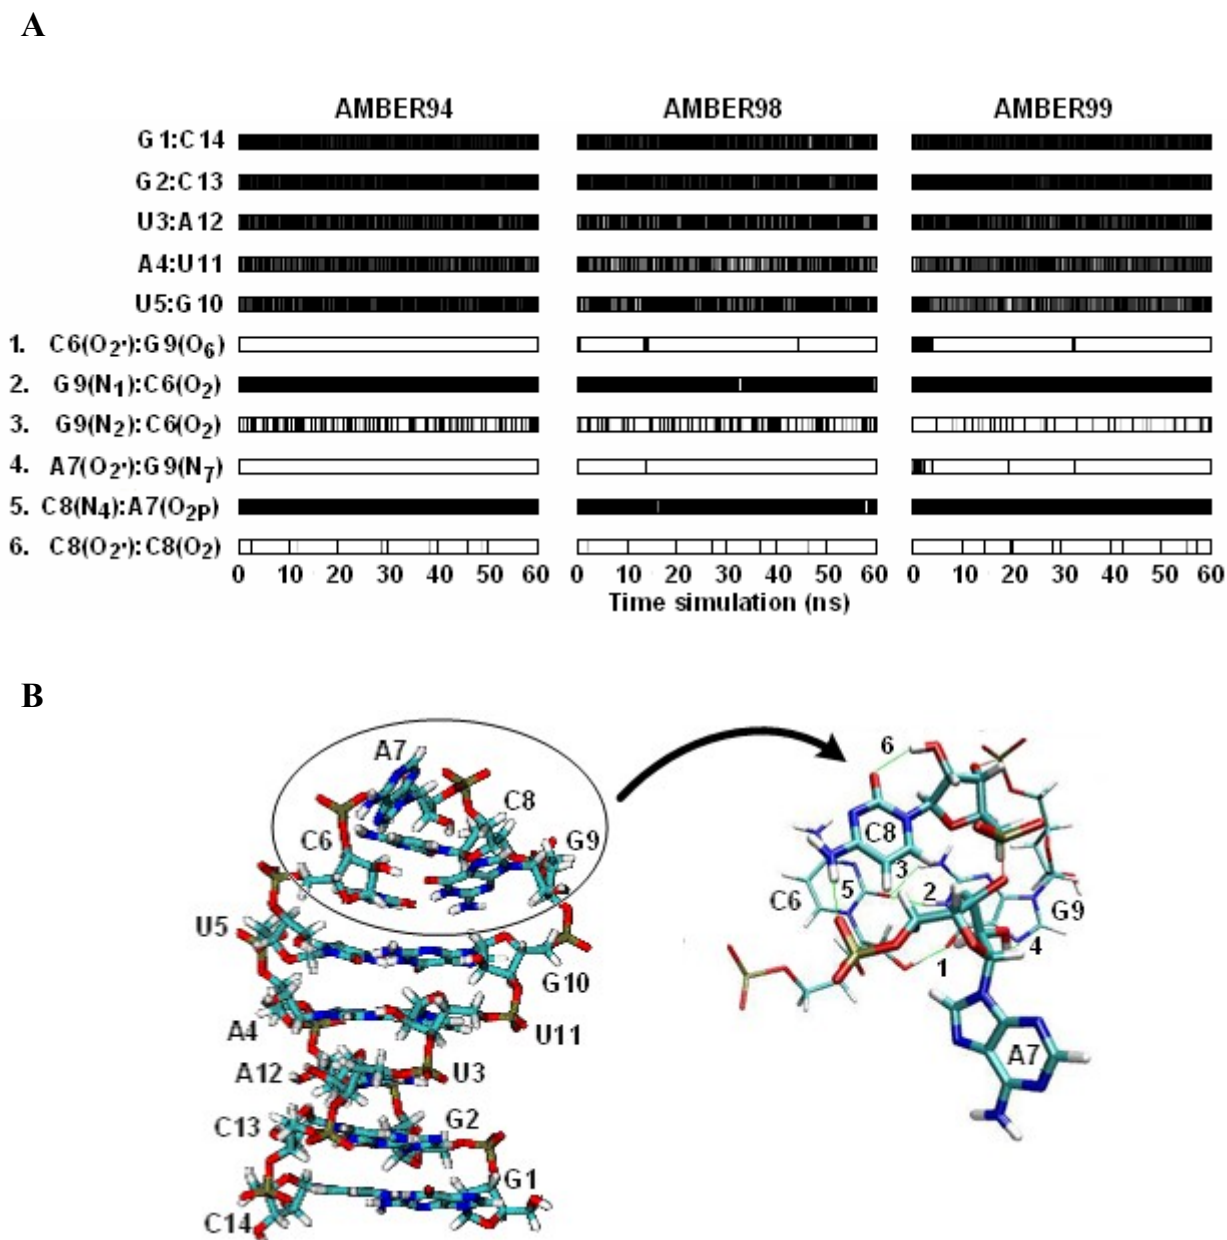 A
AMBER94 AMBER98 AMBER99
G1:C14
G2:C13
U3:A12
A4:U11
U5:G10
1. C6(O2'):G9(O6)
2. G9(N1):C6(O2)
3. G9(N2):C6(O2)
4. A7(O2'):G9(N7)
5. C8(N4):A7(O2P)
6. C8(O2'):C8(O2)
0 10 20 30 40 50 60 0 10 20 30 40 50 60 0 10 20 30 40 50 60
Time simulation (ns)
B
A7
C8
C6
G9
U5
G10
A4
U11
A12
U3
C13
G2
G1
C14
6
C8
3
C6
5
2
G9
4
1
A7